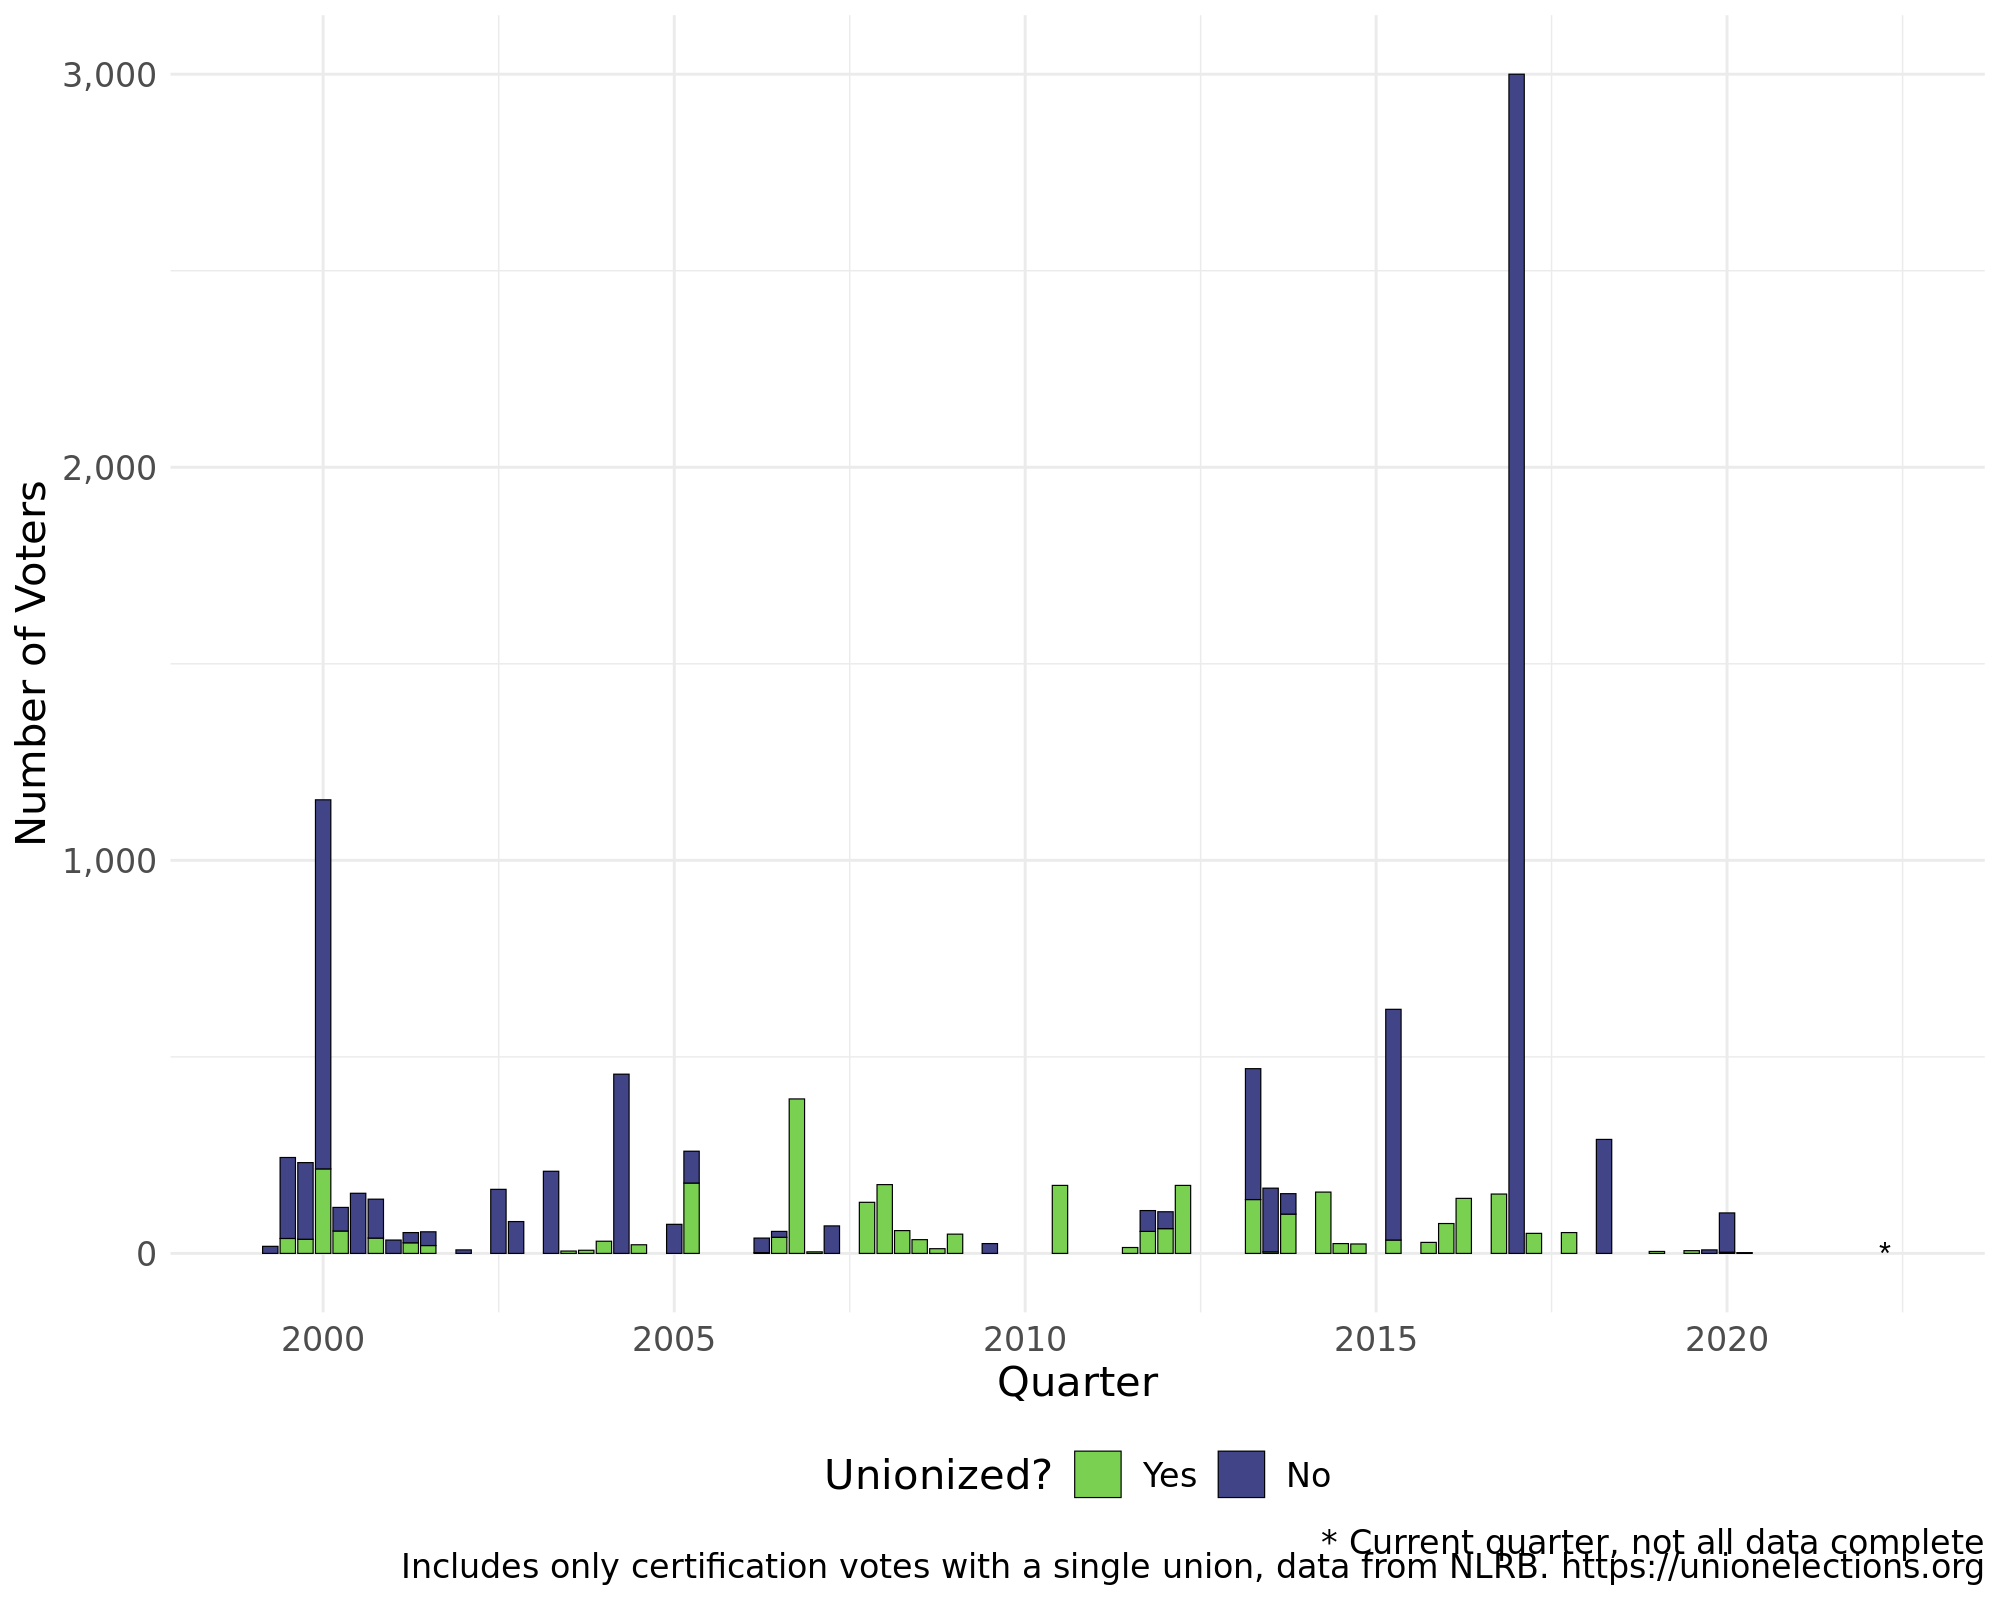 3,000
2,000
1,000
0
Number of Voters
*
2000 2005 2010 2015 2020
Quarter
Unionized? Yes No
* Current quarter, not all data complete
Includes only certification votes with a single union, data from NLRB. https://unionelections.org